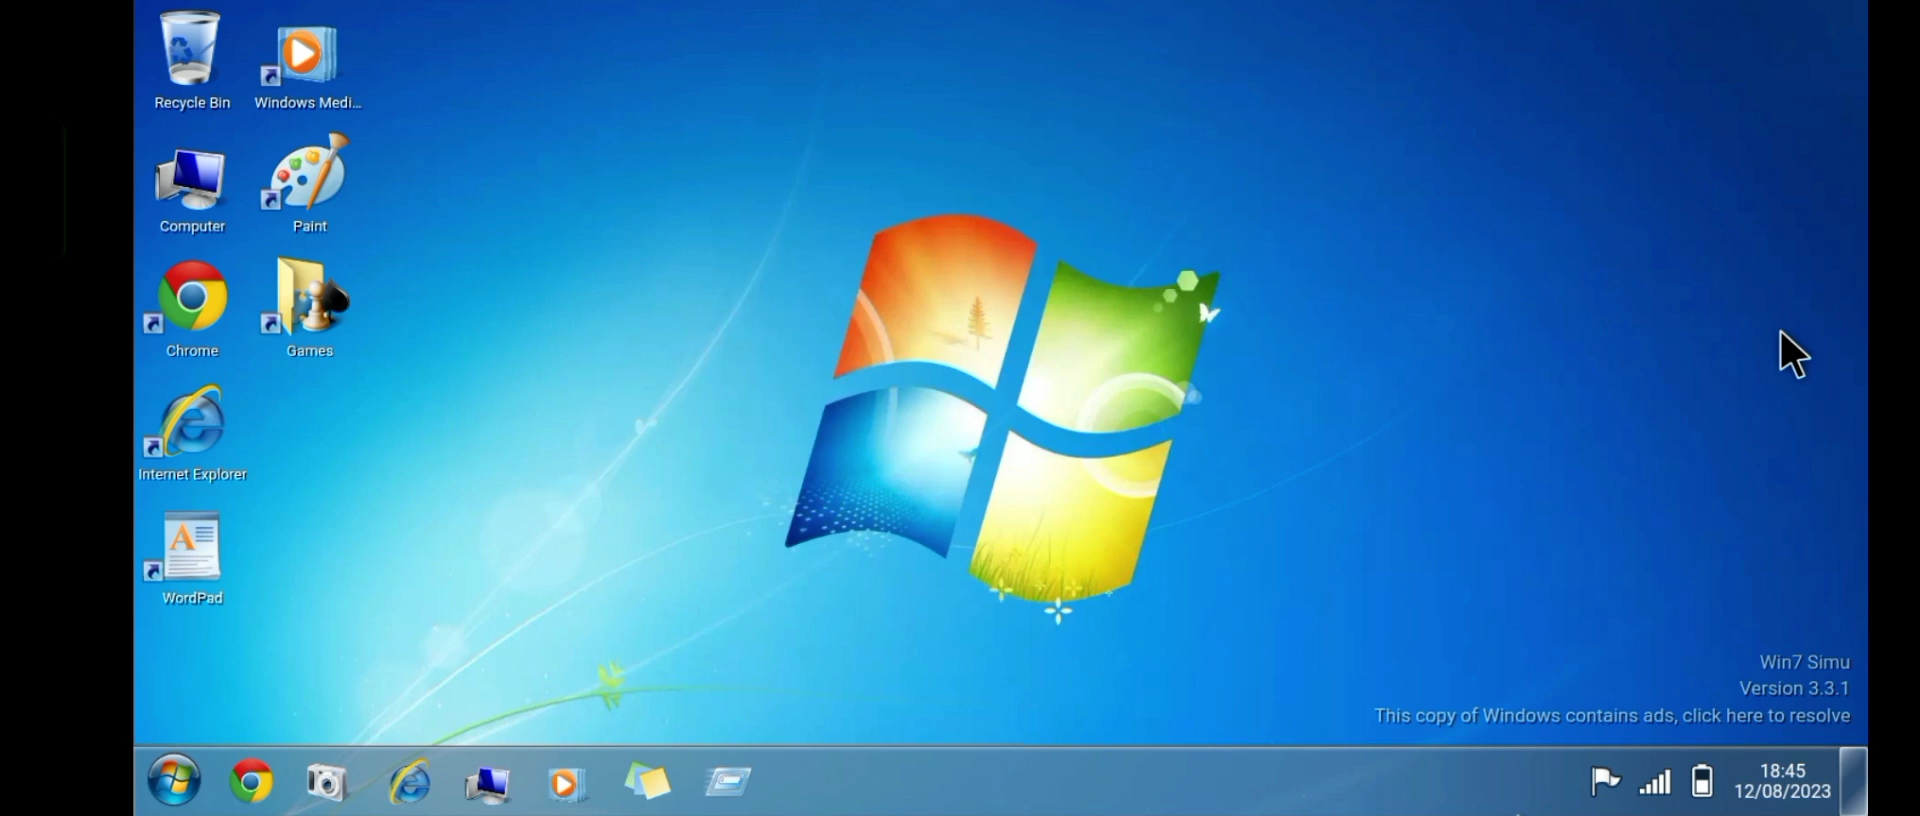 Recycle Bin
Windows Medi...
Computer
Paint
Chrome
Games
Internet Explorer
WordPad
Win7 Simu
Version 3.3.1
This copy of Windows contains ads, click here to resolve
18:45
12/08/2023